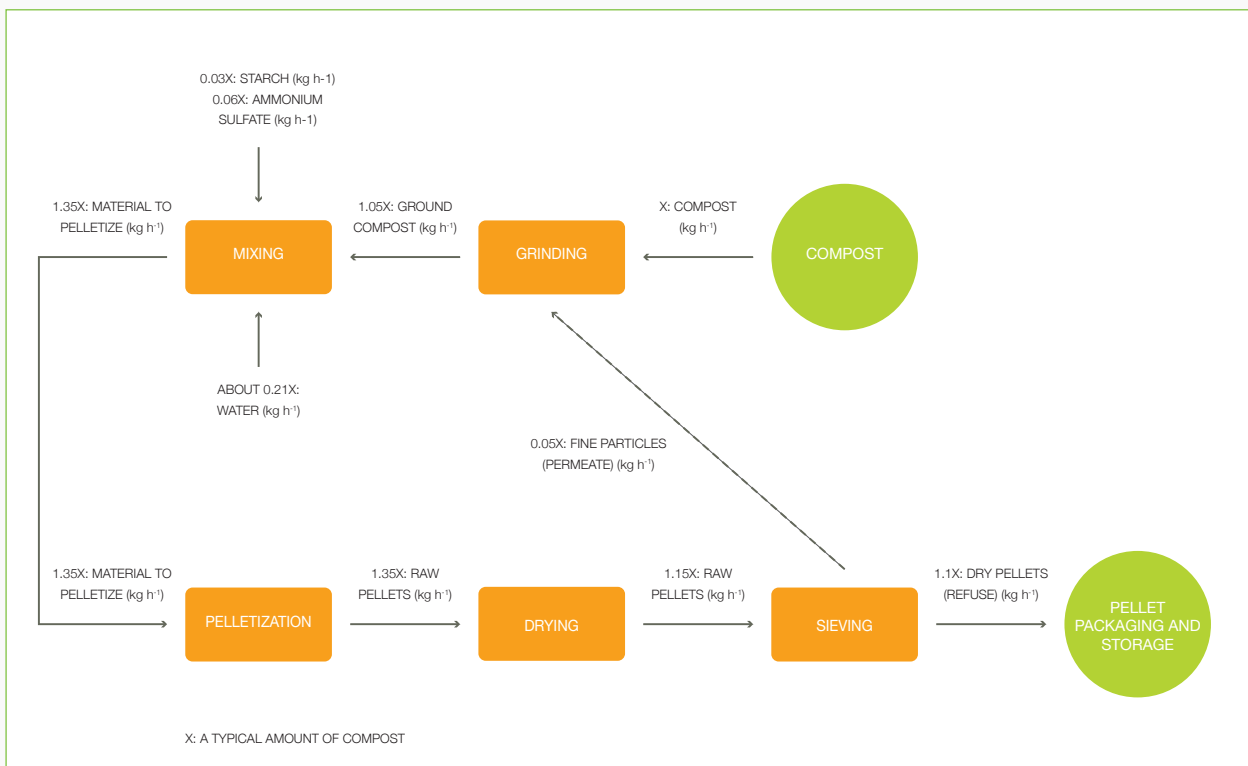 0.03X: STARCH (kg h-1)
0.06X: AMMONIUM
SULFATE (kg h-1)
1.35X: MATERIAL TO
PELLETIZE (kg h⁻¹)
MIXING
1.05X: GROUND
COMPOST (kg h⁻¹)
GRINDING
X: COMPOST
(kg h⁻¹)
COMPOST
ABOUT 0.21X:
WATER (kg h⁻¹)
0.05X: FINE PARTICLES
(PERMEATE) (kg h⁻¹)
1.35X: MATERIAL TO
PELLETIZE (kg h⁻¹)
PELLETIZATION
1.35X: RAW
PELLETS (kg h⁻¹)
DRYING
1.15X: RAW
PELLETS (kg h⁻¹)
SIEVING
1.1X: DRY PELLETS
(REFUSE) (kg h⁻¹)
PELLET
PACKAGING AND
STORAGE
X: A TYPICAL AMOUNT OF COMPOST